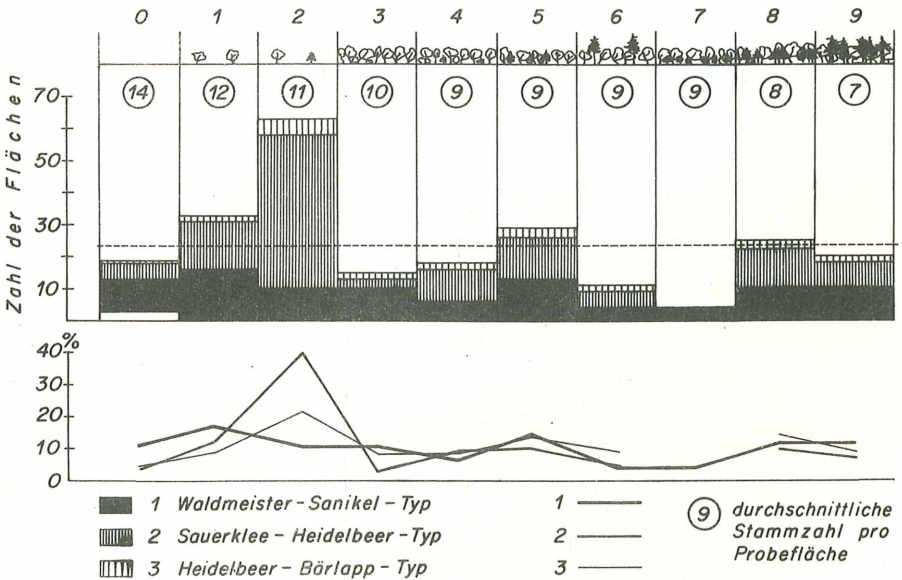 0 1 2 3 4 5 6 7 8 9
14 12 11 10 9 9 9 9 8 7
Zahl der Flächen
70
50
30
10
%
40
30
20
10
0
1 Waldmeister-Sanikel-Typ
2 Sauerklee-Heidelbeer-Typ
3 Heidelbeer-Bärlapp-Typ
1
2
3
9 durchschnittliche
Stammzahl pro
Probefläche